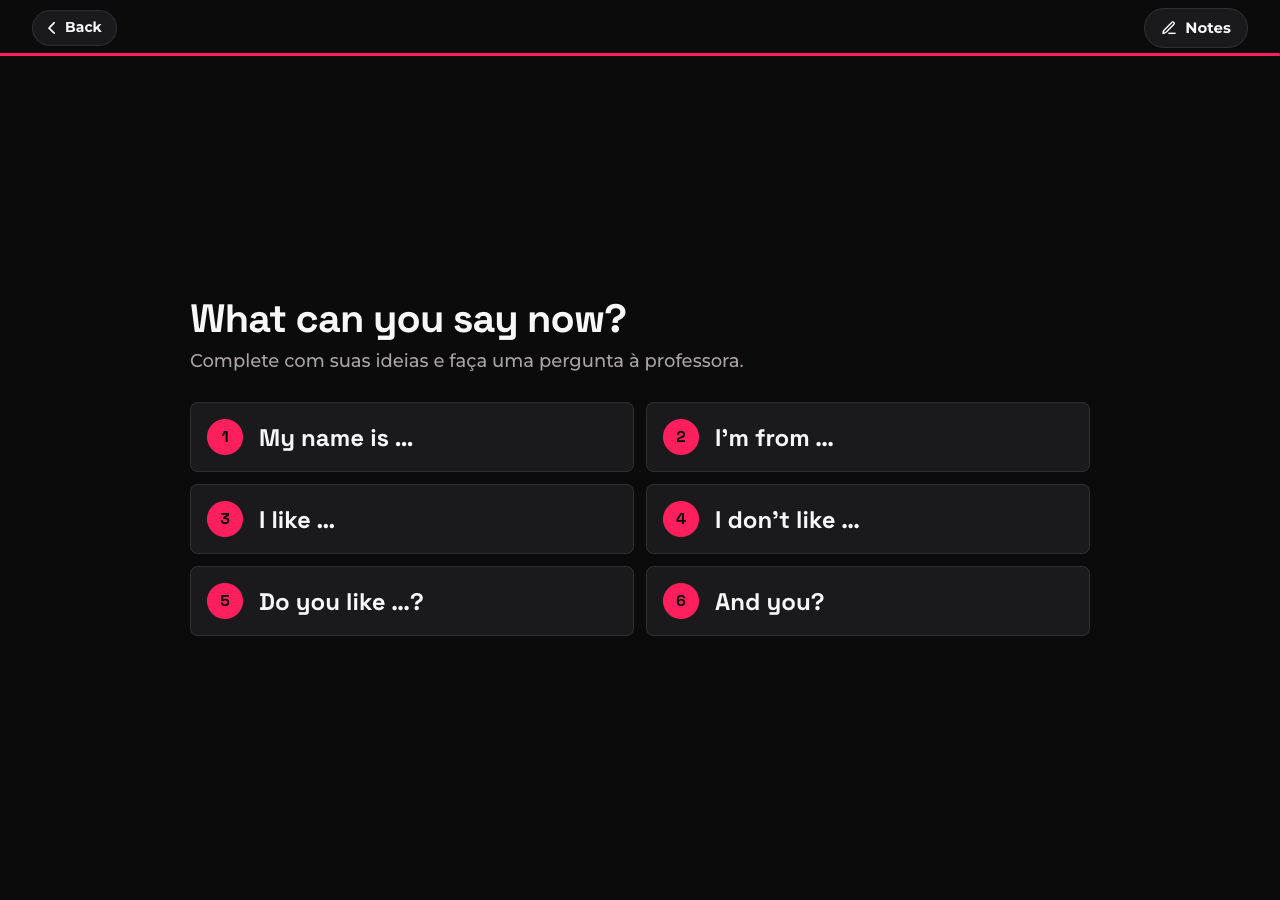 Back
Notes
What can you say now?
Complete com suas ideias e faça uma pergunta à professora.
1 My name is ...
2 I’m from ...
3 I like ...
4 I don’t like ...
5 Do you like ...?
6 And you?